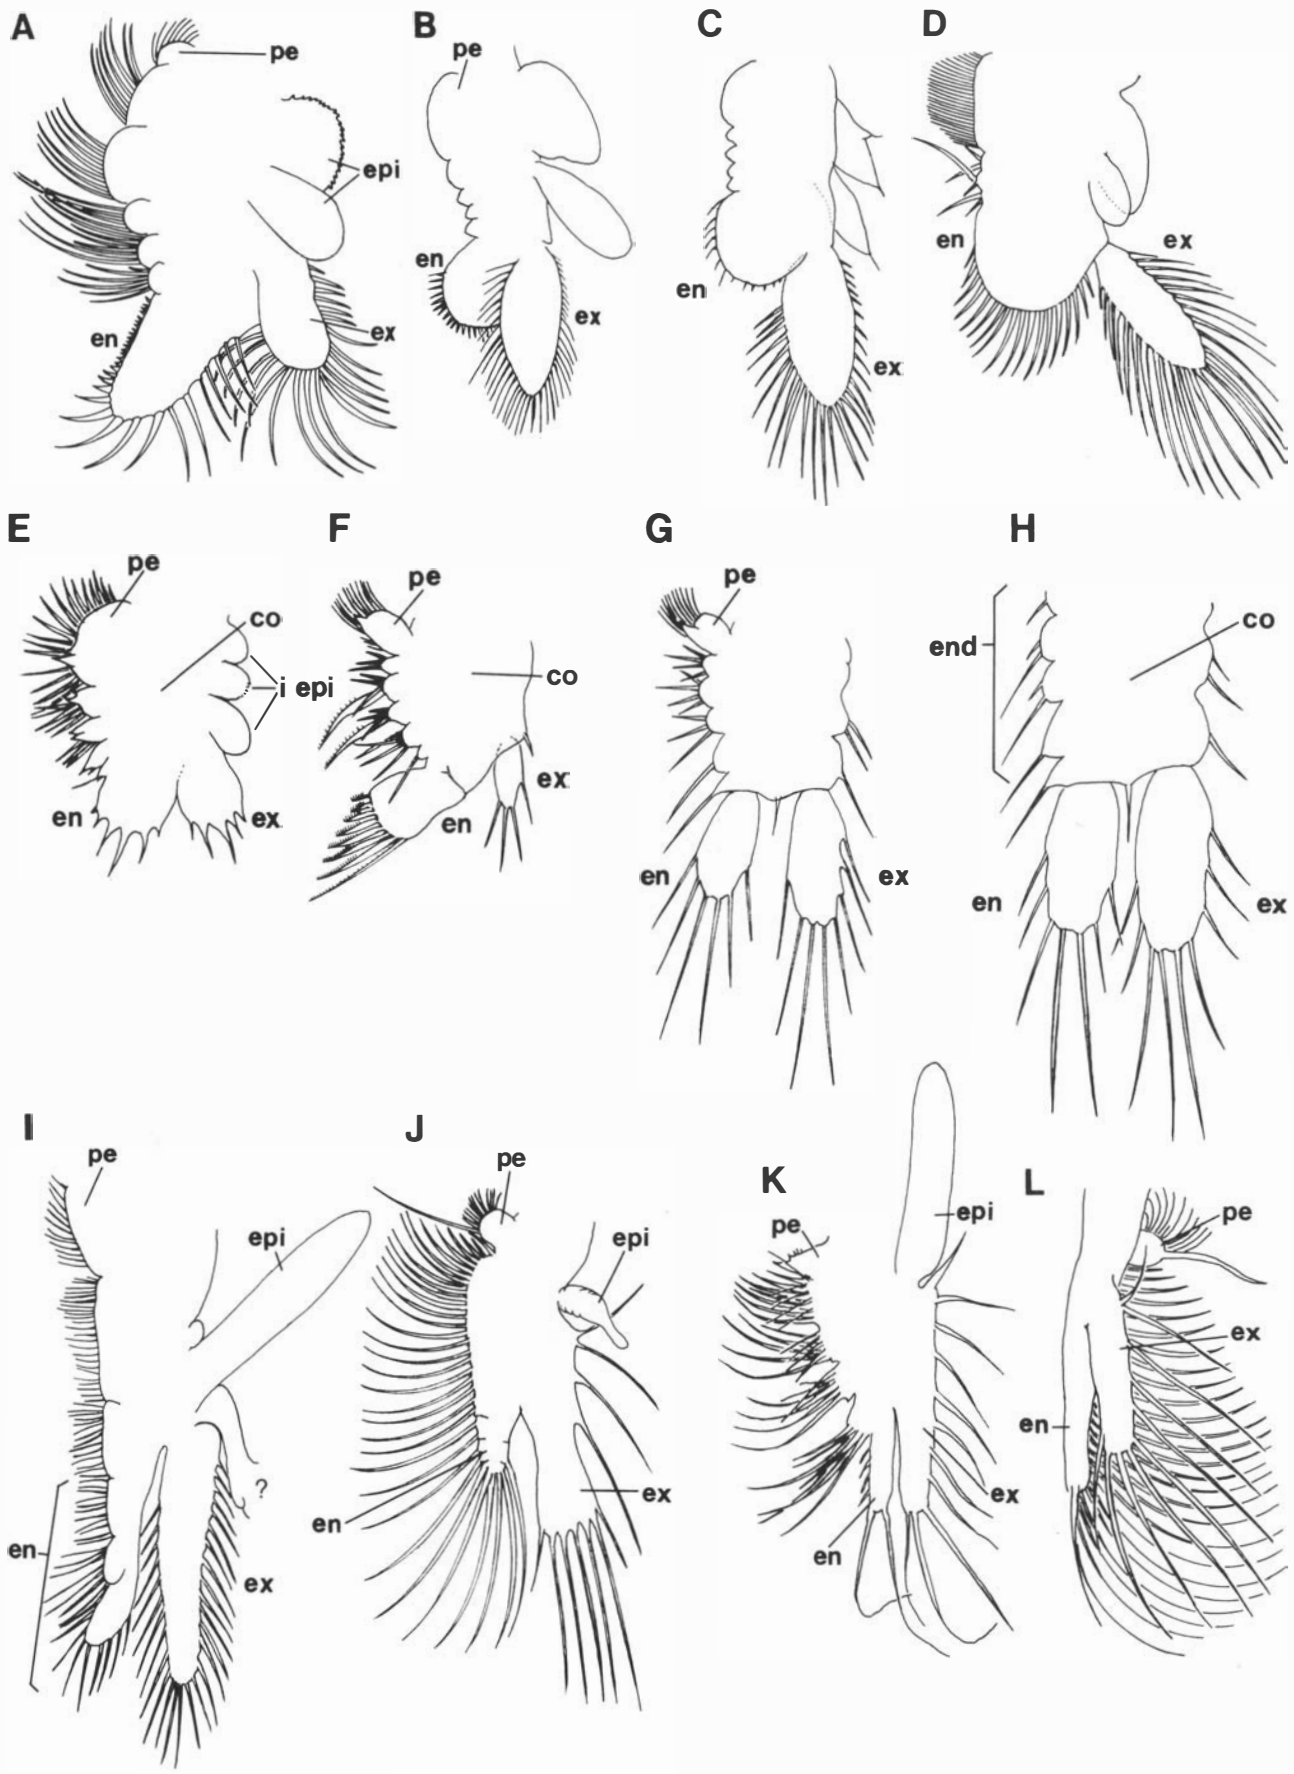 A B C D
pe pe
epi
en ex en ex en ex en ex
E F G H
pe pe pe
co co co
i epi
end
en ex en ex en ex en ex
I J K L
pe pe pe pe
epi epi epi
?
en ex en ex en ex en ex